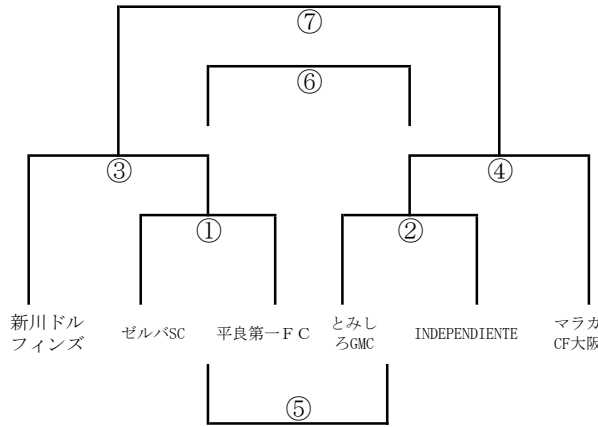 ⑦
⑥
③
④
①
②
新川ドル
フィンズ
ゼルバSC
平良第一ＦＣ
とみし
ろGMC
INDEPENDIENTE
マラガ
CF大阪
⑤